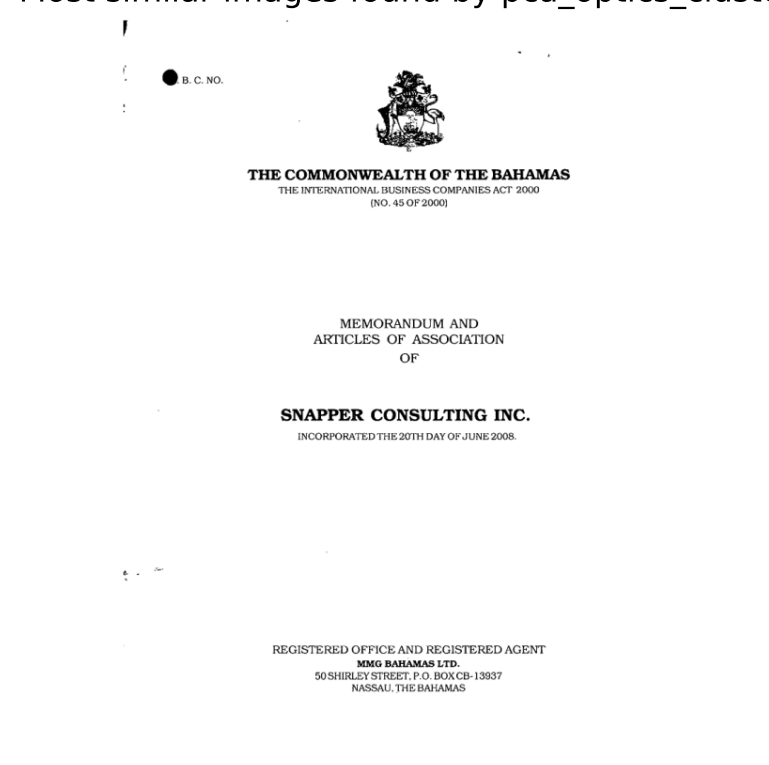 Most similar images found by pca_optics_clust
B. C. NO.
THE COMMONWEALTH OF THE BAHAMAS
THE INTERNATIONAL BUSINESS COMPANIES ACT 2000
(NO. 45 OF 2000)
MEMORANDUM AND
ARTICLES OF ASSOCIATION
OF
SNAPPER CONSULTING INC.
INCORPORATED THE 20TH DAY OF JUNE 2008.
REGISTERED OFFICE AND REGISTERED AGENT
MMG BAHAMAS LTD.
50 SHIRLEY STREET, P.O. BOX CB-13937
NASSAU, THE BAHAMAS